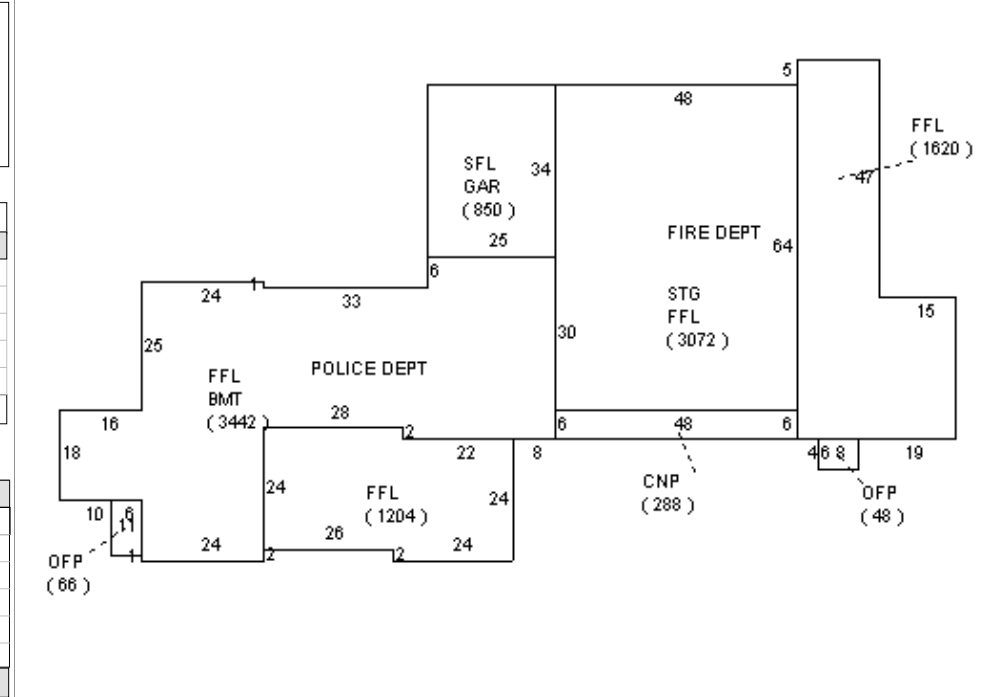 5
48
FFL
( 1620 )
47
SFL
GAR
( 850 )
34
25
FIRE DEPT
64
6
24
1
33
STG
FFL
( 3072 )
15
25
30
POLICE DEPT
FFL
BMT
( 3442 )
28
2
16
18
6
48
6
22
8
4
6
8
19
24
FFL
( 1204 )
24
CNP
( 288 )
OFP
( 48 )
10
6
11
26
24
24
2
2
1
OFP
( 66 )